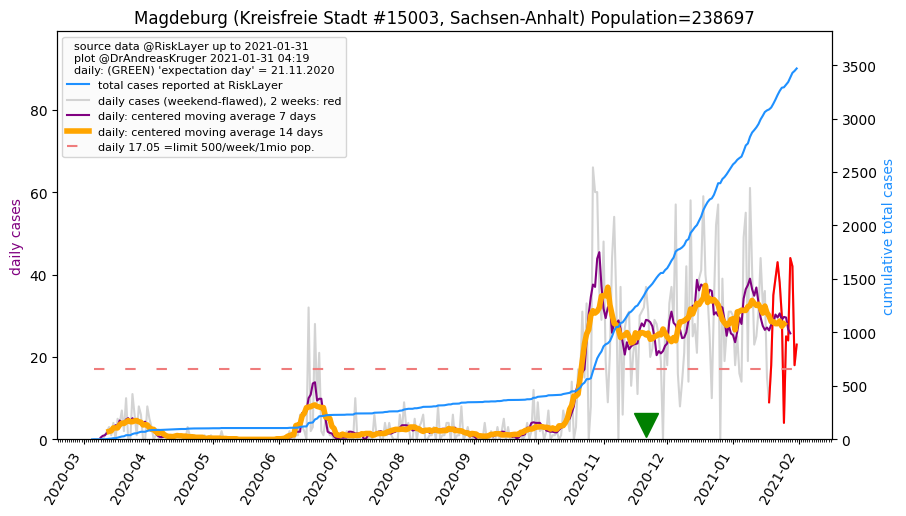 Magdeburg (Kreisfreie Stadt #15003, Sachsen-Anhalt) Population=238697
source data @RiskLayer up to 2021-01-31
plot @DrAndreasKruger 2021-01-31 04:19
daily: (GREEN) 'expectation day' = 21.11.2020
total cases reported at RiskLayer
daily cases (weekend-flawed), 2 weeks: red
daily: centered moving average 7 days
daily: centered moving average 14 days
daily 17.05 =limit 500/week/1mio pop.
daily cases
80
60
40
20
0
cumulative total cases
3500
3000
2500
2000
1500
1000
500
0
2020-03
2020-04
2020-05
2020-06
2020-07
2020-08
2020-09
2020-10
2020-11
2020-12
2021-01
2021-02